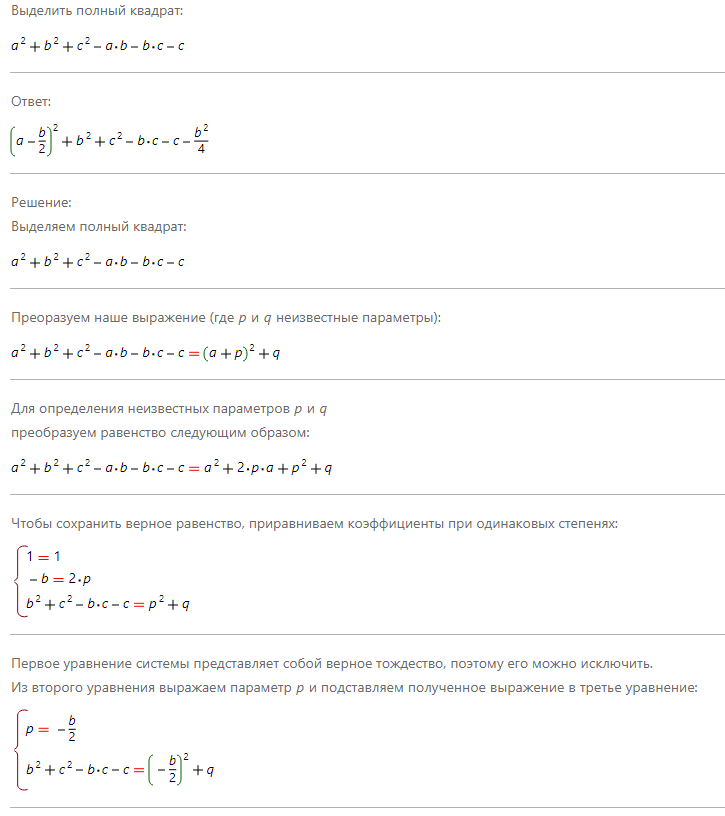 Выделить полный квадрат:
a² + b² + c² – a·b – b·c – c
Ответ:
(a – b/2)² + b² + c² – b·c – c – b²/4
Решение:
Выделяем полный квадрат:
a² + b² + c² – a·b – b·c – c
Преоразуем наше выражение (где p и q неизвестные параметры):
a² + b² + c² – a·b – b·c – c = (a + p)² + q
Для определения неизвестных параметров p и q
преобразуем равенство следующим образом:
a² + b² + c² – a·b – b·c – c = a² + 2·p·a + p² + q
Чтобы сохранить верное равенство, приравниваем коэффициенты при одинаковых степенях:
1 = 1
– b = 2·p
b² + c² – b·c – c = p² + q
Первое уравнение системы представляет собой верное тождество, поэтому его можно исключить.
Из второго уравнения выражаем параметр p и подставляем полученное выражение в третье уравнение:
p = – b/2
b² + c² – b·c – c = (– b/2)² + q